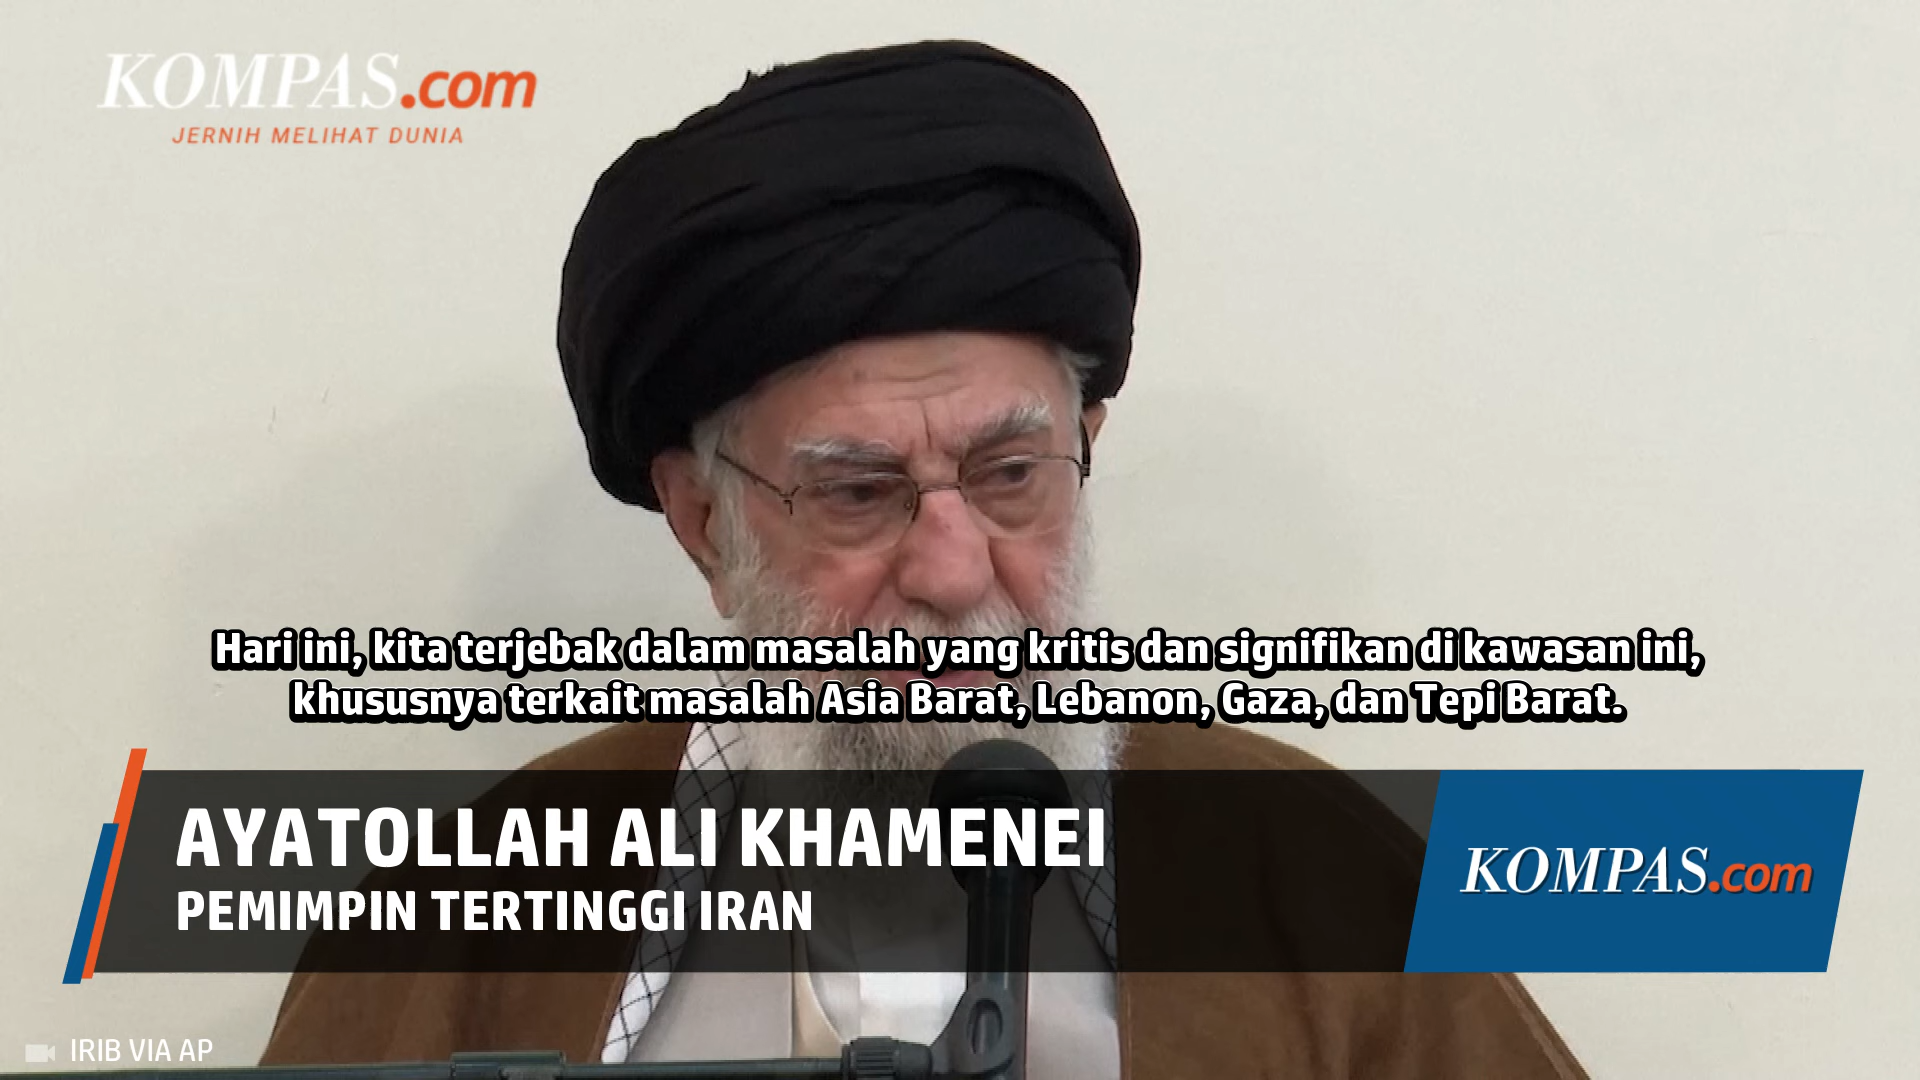 KOMPAS.com
JERNIH MELIHAT DUNIA
Hari ini, kita terjebak dalam masalah yang kritis dan signifikan di kawasan ini,
khususnya terkait masalah Asia Barat, Lebanon, Gaza, dan Tepi Barat.
AYATOLLAH ALI KHAMENEI
PEMIMPIN TERTINGGI IRAN
KOMPAS.com
IRIB VIA AP